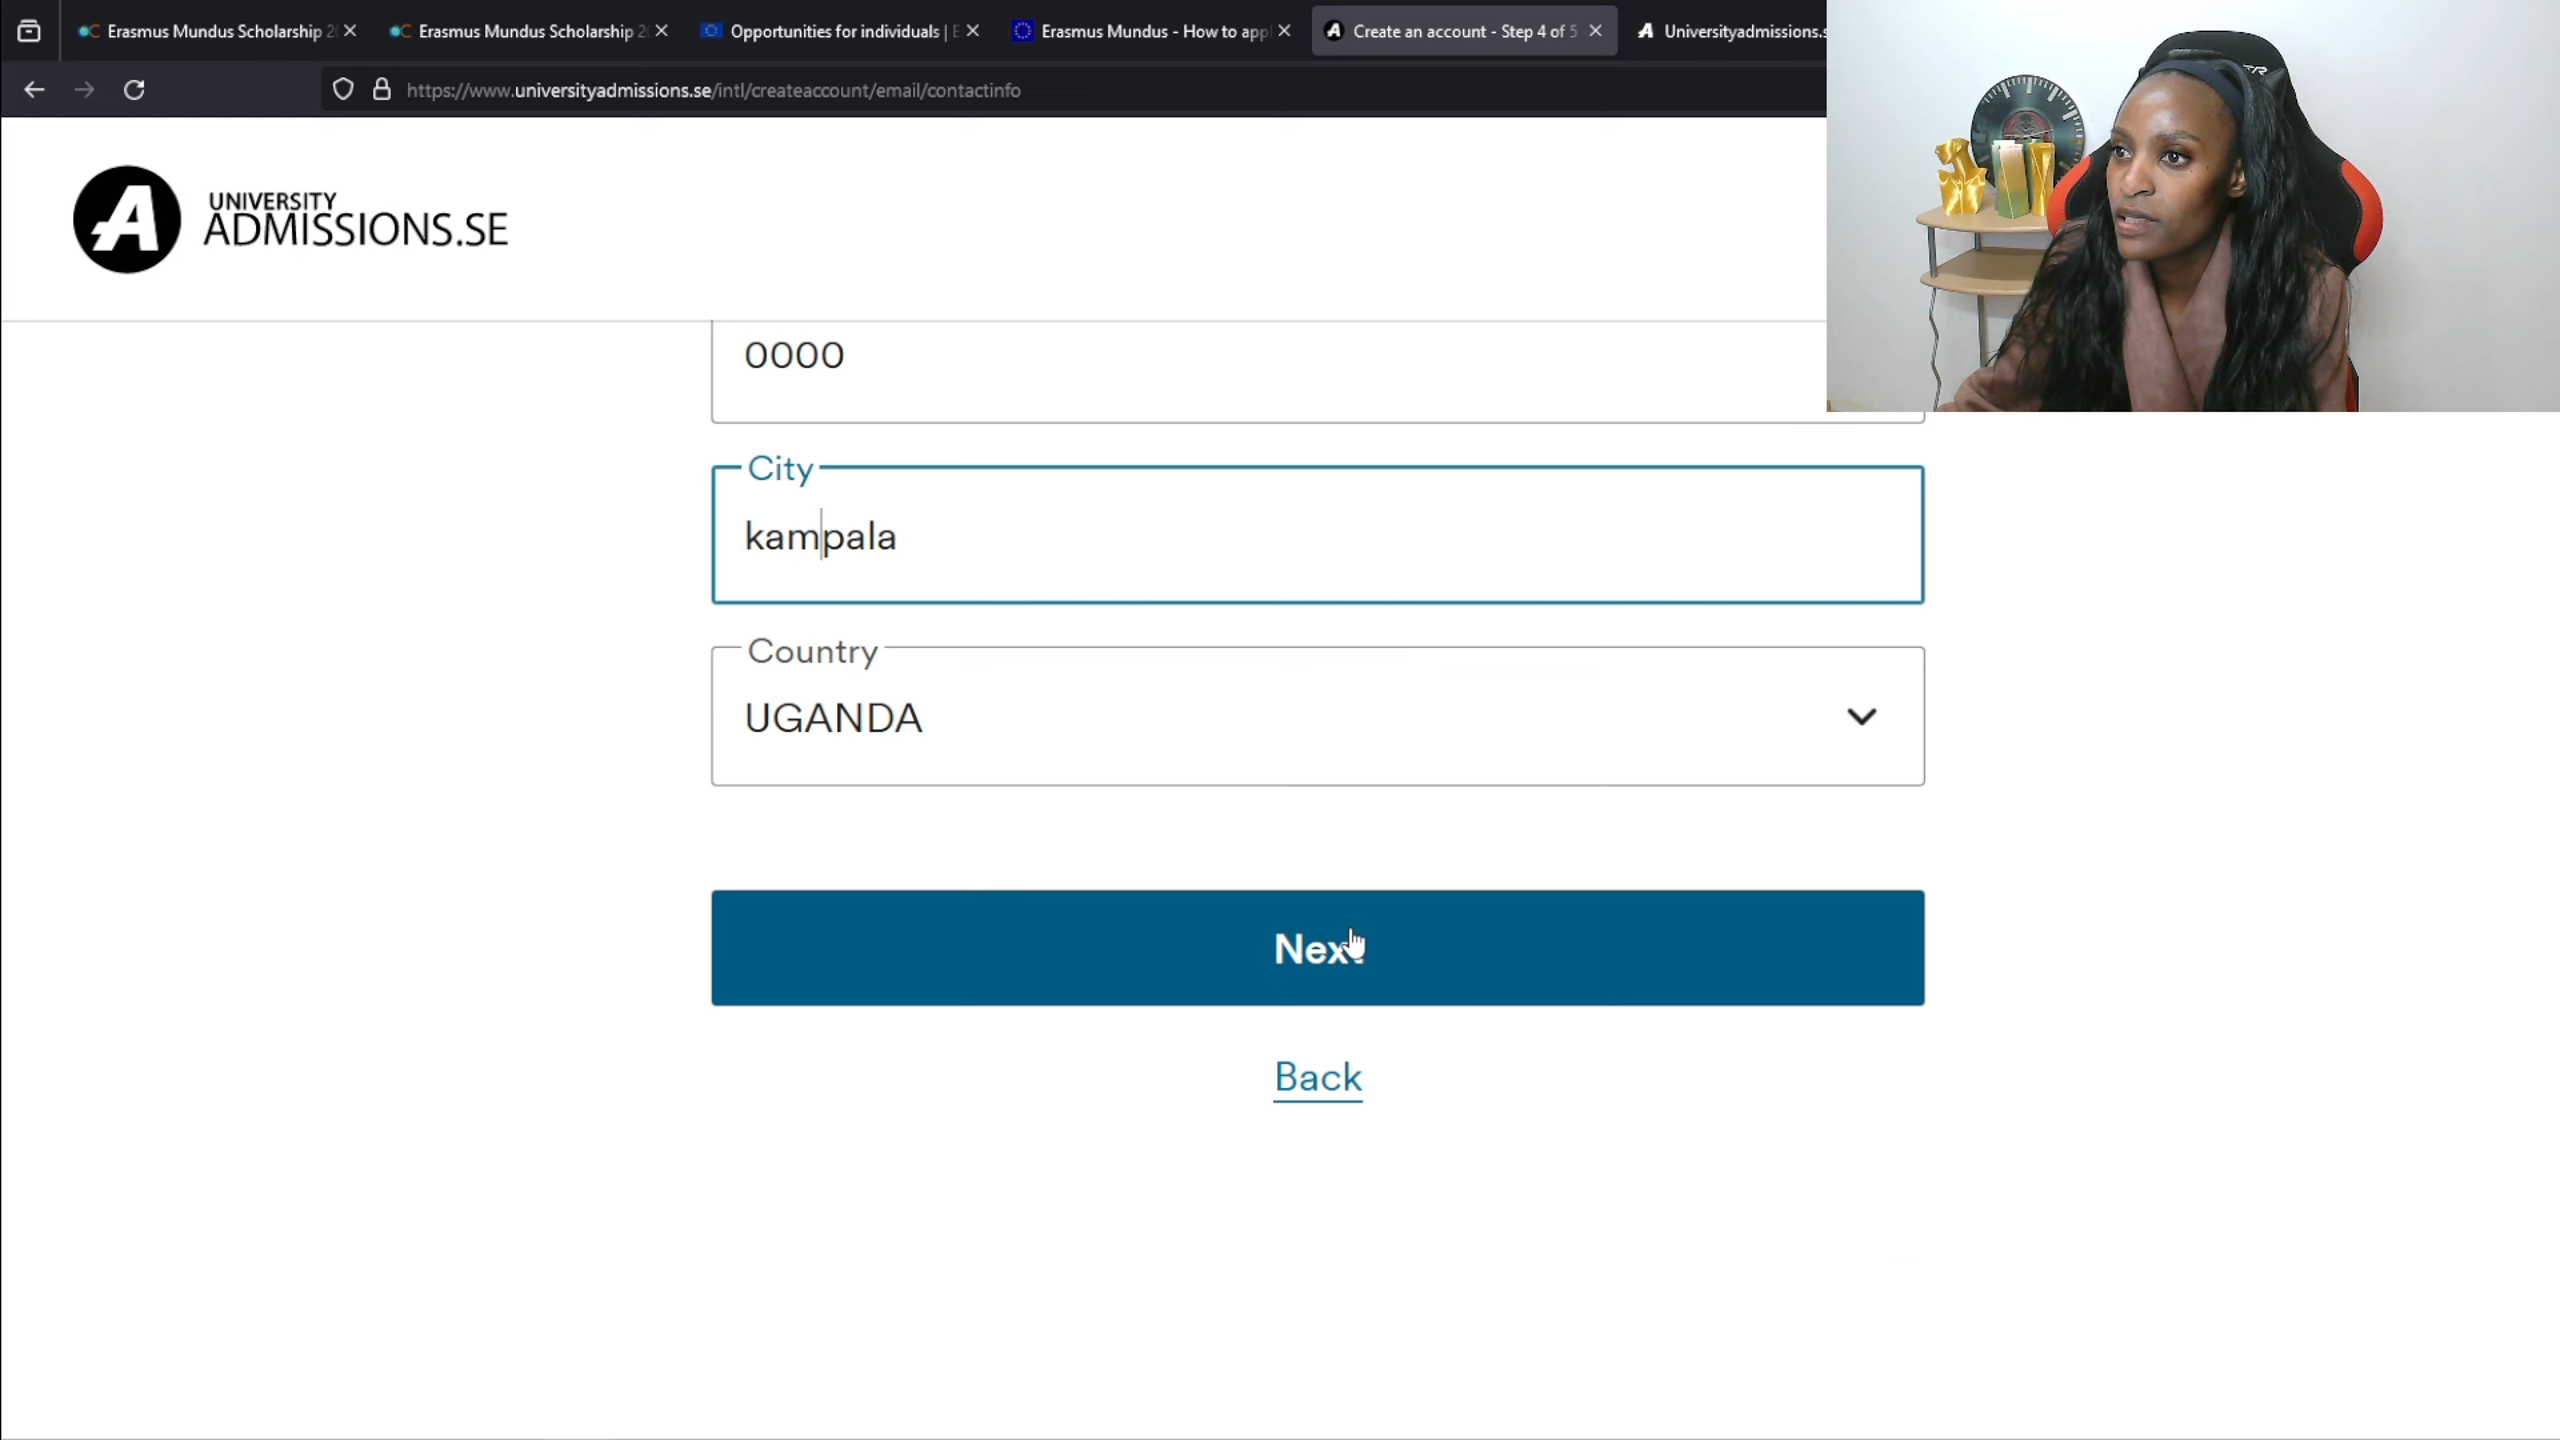 Erasmus Mundus Scholarship 2
Erasmus Mundus Scholarship 2
Opportunities for individuals | E
Erasmus Mundus - How to appl
Create an account - Step 4 of 5
Universityadmissions.s
https://www.universityadmissions.se/intl/createaccount/email/contactinfo
UNIVERSITY
ADMISSIONS.SE
0000
City
kampala
Country
UGANDA
Next
Back